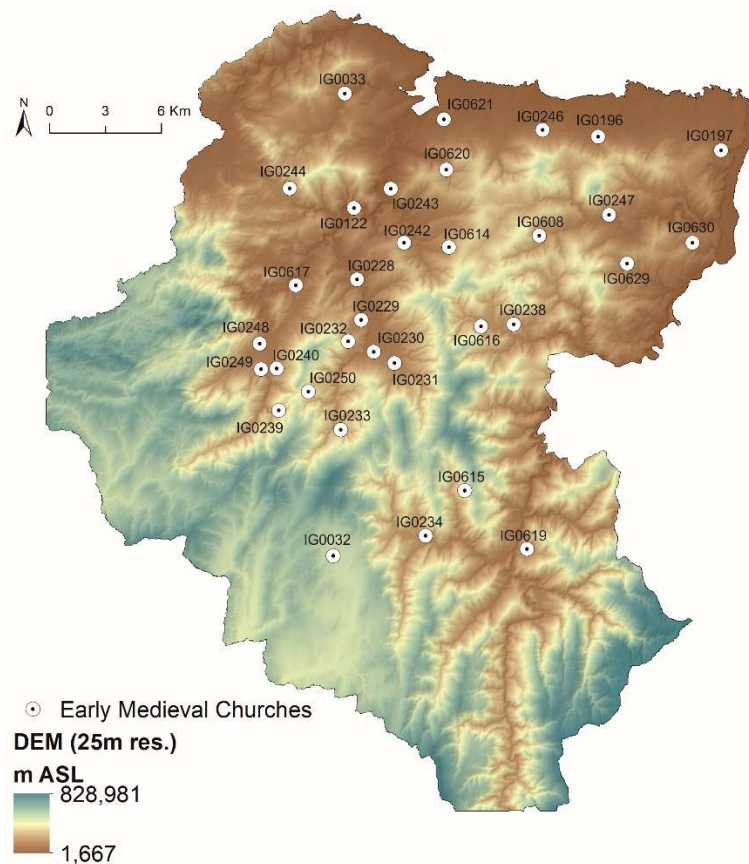 IG0033
N
0 3 6 Km
IG0621
IG0246
IG0196
IG0197
IG0620
IG0244
IG0243
IG0122
IG0247
IG0242
IG0614
IG0608
IG0630
IG0629
IG0228
IG0617
IG0229
IG0238
IG0232
IG0616
IG0248
IG0230
IG0249
IG0240
IG0231
IG0250
IG0239
IG0233
IG0615
IG0234
IG0619
IG0032
Early Medieval Churches
DEM (25m res.)
m ASL
828,981
1,667